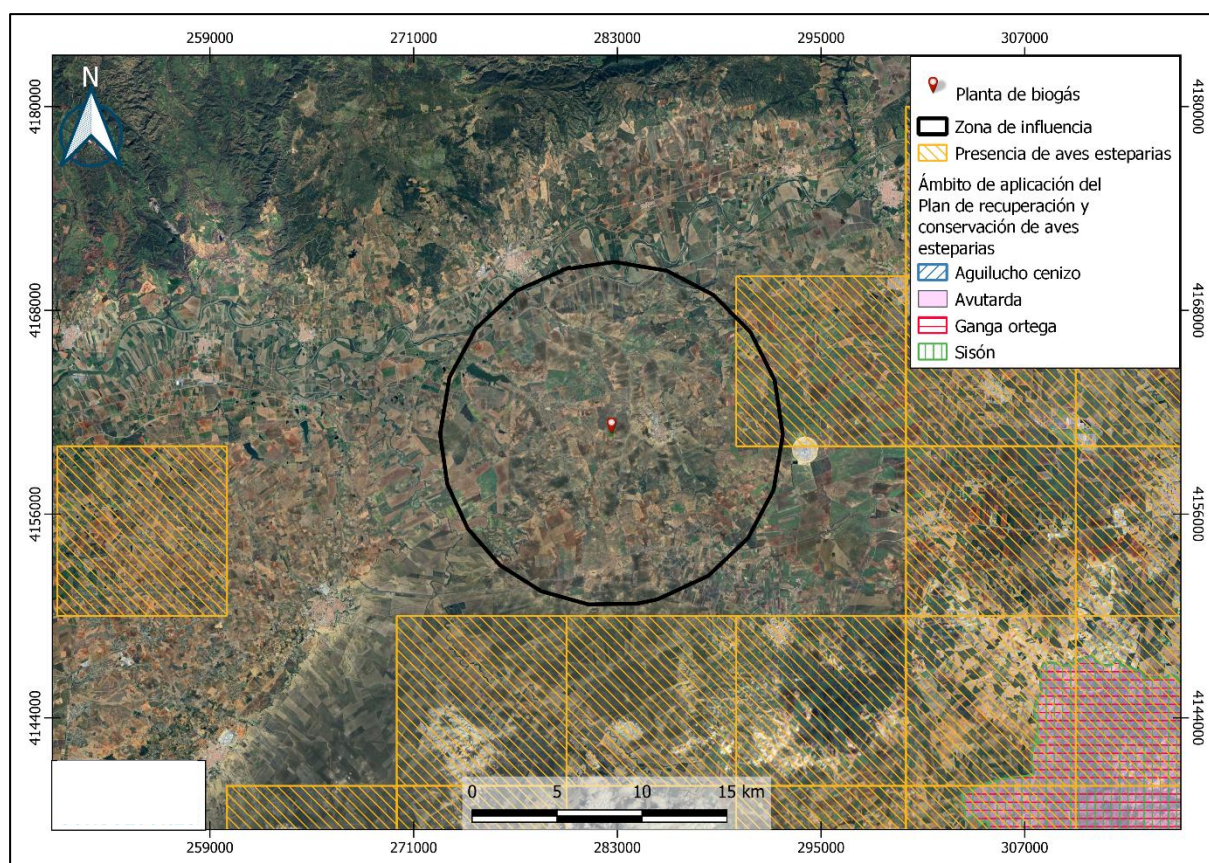 259000
271000
283000
295000
307000
N
4180000
4168000
4156000
4144000
Planta de biogás
Zona de influencia
Presencia de aves esteparias
Ámbito de aplicación del
Plan de recuperación y
conservación de aves
esteparias
Aguilucho cenizo
Avutarda
Ganga ortega
Sisón
4180000
4168000
4156000
4144000
0 5 10 15 km
259000
271000
283000
295000
307000